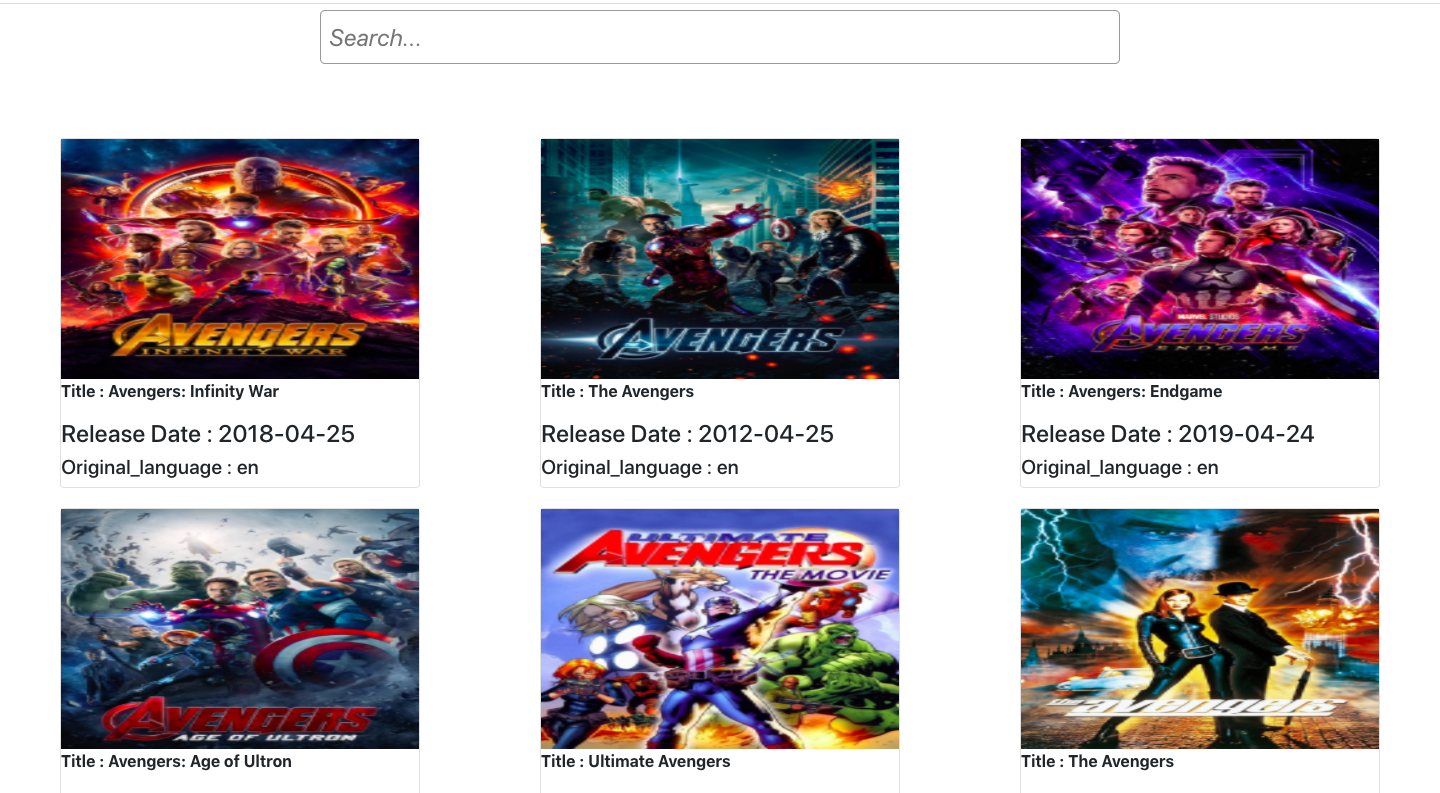 Search...
AVENGERS
INFINITY WAR
AVENGERS
MARVEL STUDIOS
AVENGERS
ENDGAME
Title : Avengers: Infinity War
Title : The Avengers
Title : Avengers: Endgame
Release Date : 2018-04-25
Release Date : 2012-04-25
Release Date : 2019-04-24
Original_language : en
Original_language : en
Original_language : en
AVENGERS
AGE OF ULTRON
ULTIMATE
AVENGERS
THE MOVIE
the avengers
Title : Avengers: Age of Ultron
Title : Ultimate Avengers
Title : The Avengers